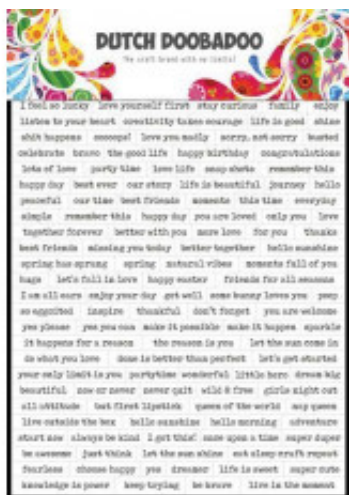 DUTCH DOOBADOO
The craft brand with no limits!
I feel so lucky love yourself first stay curious family enjoy
listen to your heart creativity takes courage life is good shine
shit happens ooooops! love you madly sorry, not sorry busted
celebrate bravo the good life happy birthday congratulations
lots of love party time love life snap shots remember this
happy day best ever our story life is beautiful journey hello
peaceful our time best friends moments this time everyday
simple remember this happy day you are loved only you love
together forever better with you more love for you thanks
best friends missing you today better together hello sunshine
spring has sprung spring natural vibes moments full of you
hugs let's fall in love happy easter friends for all seasons
I am all ears enjoy your day get well some bunny loves you peep
so eggcited inspire thankful don't forget you are welcome
yes please yes you can make it possible make it happen sparkle
it happens for a reason the reason is you let the sun come in
do what you love done is better than perfect let's get started
your only limit is you partytime wonderful little hero dream big
beautiful now or never never quit wild & free girls night out
all attitude but first lipstick queen of the world any queen
live outside the box hello sunshine hello morning adventure
start now always be kind I got this! once upon a time super duper
be awesome just think let the sun shine eat sleep craft repeat
fearless choose happy yes dreamer life is sweet super cute
knowledge is power keep trying be brave live in the moment